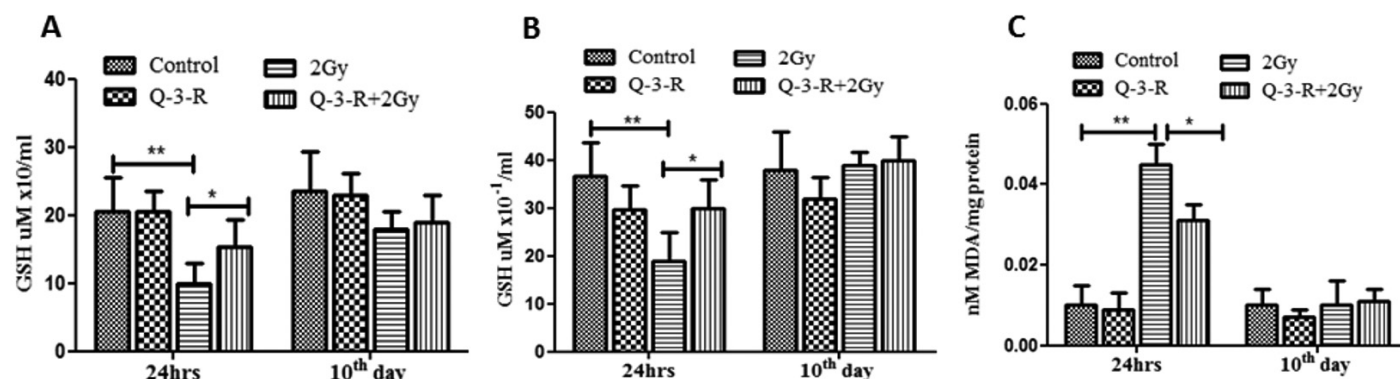 A
Control
Q-3-R
2Gy
Q-3-R+2Gy
GSH uM x10/ml
40
30
20
10
0
**
*
24hrs
10th day
B
Control
Q-3-R
2Gy
Q-3-R+2Gy
GSH uM x10-1/ml
50
40
30
20
10
0
**
*
24hrs
10th day
C
Control
Q-3-R
2Gy
Q-3-R+2Gy
nM MDA/mgprotein
0.06
0.04
0.02
0.00
**
*
24hrs
10th day